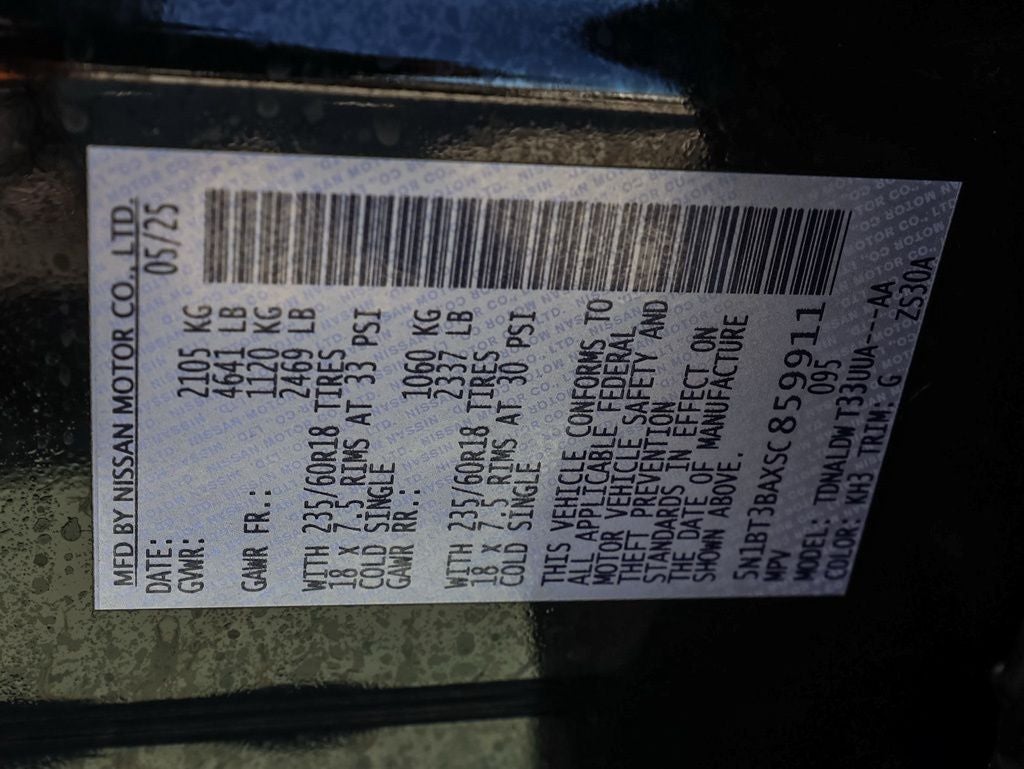 MFD BY NISSAN MOTOR CO., LTD.
DATE: 05/25
GVWR: 2105 KG
4641 LB
GAWR FR.: 1120 KG
2469 LB
WITH 235/60R18 TIRES
18 X 7.5 RIMS AT 33 PSI
COLD SINGLE
GAWR RR.: 1060 KG
2337 LB
WITH 235/60R18 TIRES
18 X 7.5 RIMS AT 30 PSI
COLD SINGLE
THIS VEHICLE CONFORMS TO
ALL APPLICABLE FEDERAL
MOTOR VEHICLE SAFETY AND
THEFT PREVENTION
STANDARDS IN EFFECT ON
THE DATE OF MANUFACTURE
SHOWN ABOVE.
5N1BT3BAXSC859911
MPV 095
MODEL: TDNALDW T33UUA---AA
COLOR: KH3 TRIM: G ZS30A